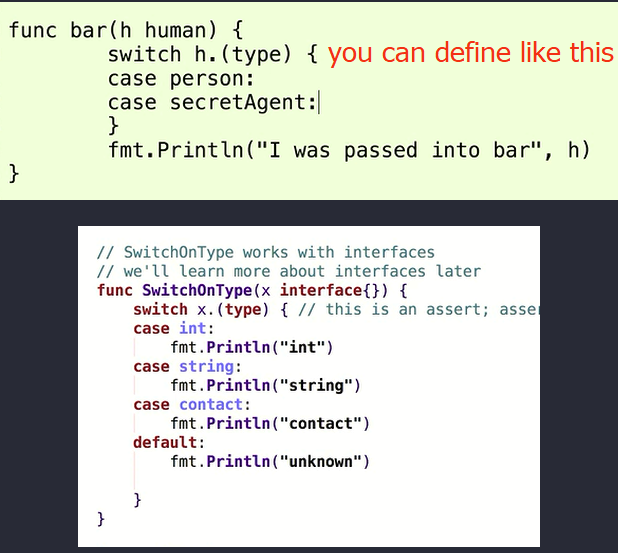 func bar(h human) {
switch h.(type) { you can define like this
case person:
case secretAgent:
}
fmt.Println("I was passed into bar", h)
}
// SwitchOnType works with interfaces
// we'll learn more about interfaces later
func SwitchOnType(x interface{}) {
switch x.(type) { // this is an assert;
case int:
fmt.Println("int")
case string:
fmt.Println("string")
case contact:
fmt.Println("contact")
default:
fmt.Println("unknown")
}
}